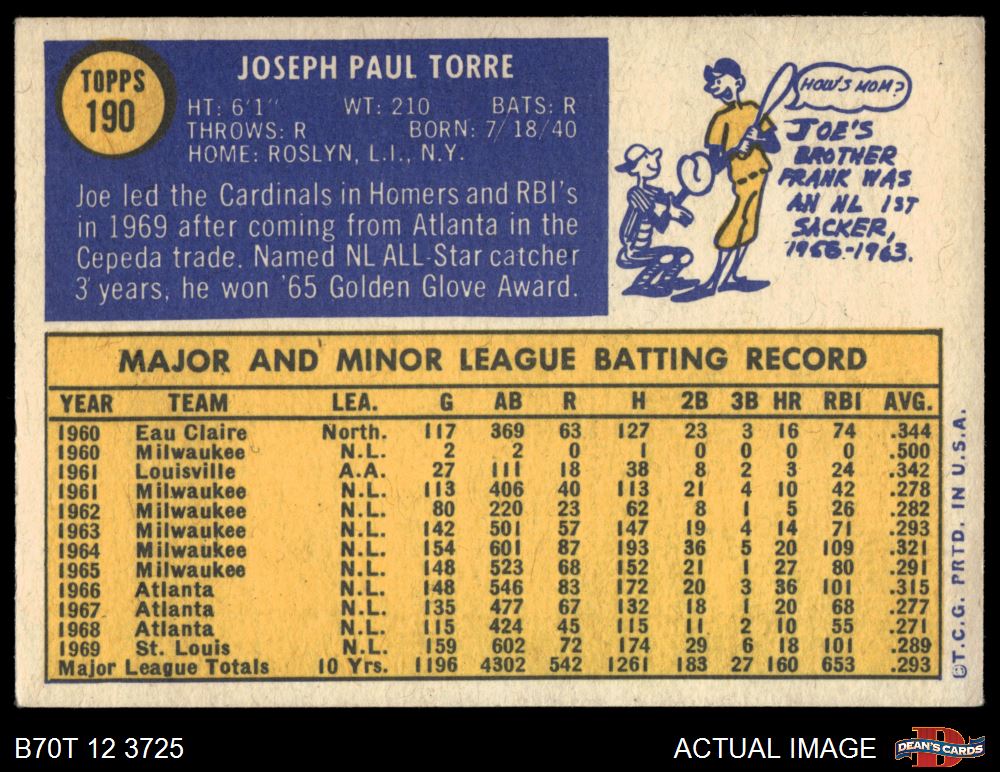 TOPPS
190
JOSEPH PAUL TORRE
HT: 6'1" WT: 210 BATS: R
THROWS: R BORN: 7/18/40
HOME: ROSLYN, L.I., N.Y.
Joe led the Cardinals in Homers and RBI's
in 1969 after coming from Atlanta in the
Cepeda trade. Named NL ALL-Star catcher
3 years, he won '65 Golden Glove Award.
HOW'S MOM?
JOE'S
BROTHER
FRANK WAS
AN NL 1ST
SACKER,
1956-1963.
MAJOR AND MINOR LEAGUE BATTING RECORD
YEAR TEAM LEA. G AB R H 2B 3B HR RBI AVG.
1960 Eau Claire North. 117 369 63 127 23 3 16 74 .344
1960 Milwaukee N.L. 2 2 0 1 0 0 0 0 .500
1961 Louisville A.A. 27 111 18 38 8 2 3 24 .342
1961 Milwaukee N.L. 113 406 40 113 21 4 10 42 .278
1962 Milwaukee N.L. 80 220 23 62 8 1 5 26 .282
1963 Milwaukee N.L. 142 501 57 147 19 4 14 71 .293
1964 Milwaukee N.L. 154 601 87 193 36 5 20 109 .321
1965 Milwaukee N.L. 148 523 68 152 21 1 27 80 .291
1966 Atlanta N.L. 148 546 83 172 20 3 36 101 .315
1967 Atlanta N.L. 135 477 67 132 18 1 20 68 .277
1968 Atlanta N.L. 115 424 45 115 11 2 10 55 .271
1969 St. Louis N.L. 159 602 72 174 29 6 18 101 .289
Major League Totals 10 Yrs. 1196 4302 542 1261 183 27 160 653 .293
©T.C.G. PRTD. IN U.S.A.
B70T 12 3725
ACTUAL IMAGE
D
DEAN'S CARDS